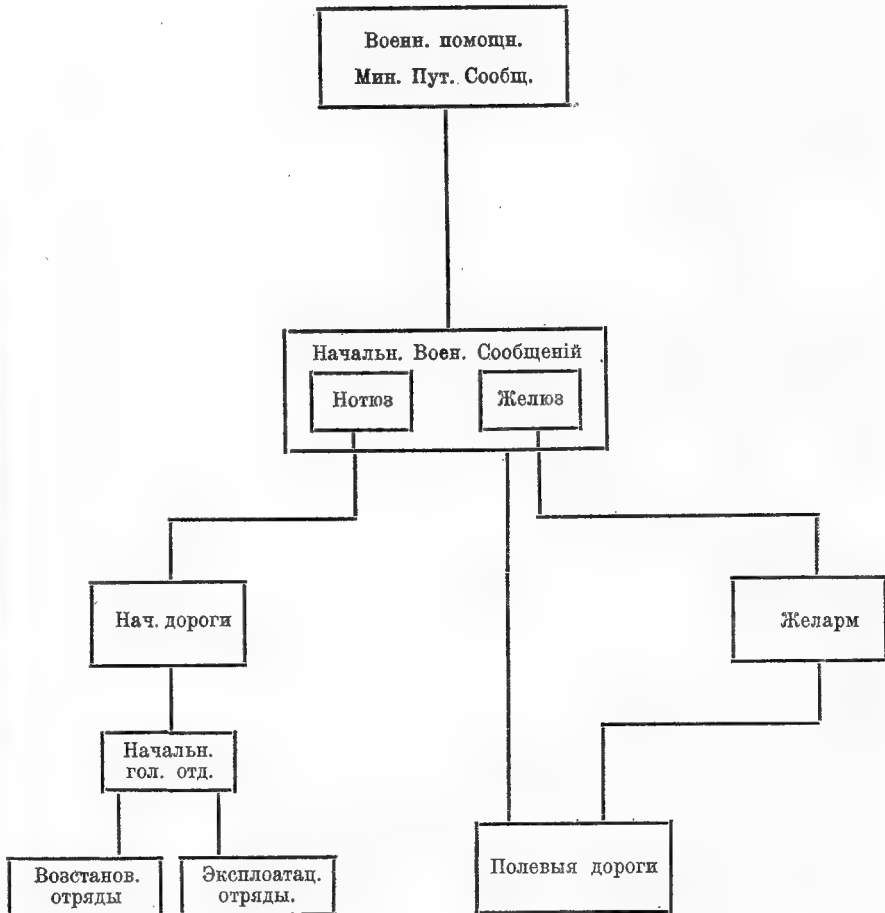 Военн. помощн.
Мин. Пут. Сообщ.
Начальн. Воен. Сообщеній
Нотюз
Желюз
Нач. дороги
Желарм
Начальн.
гол. отд.
Возстанов.
отряды
Эксплоатац.
отряды.
Полевыя дороги